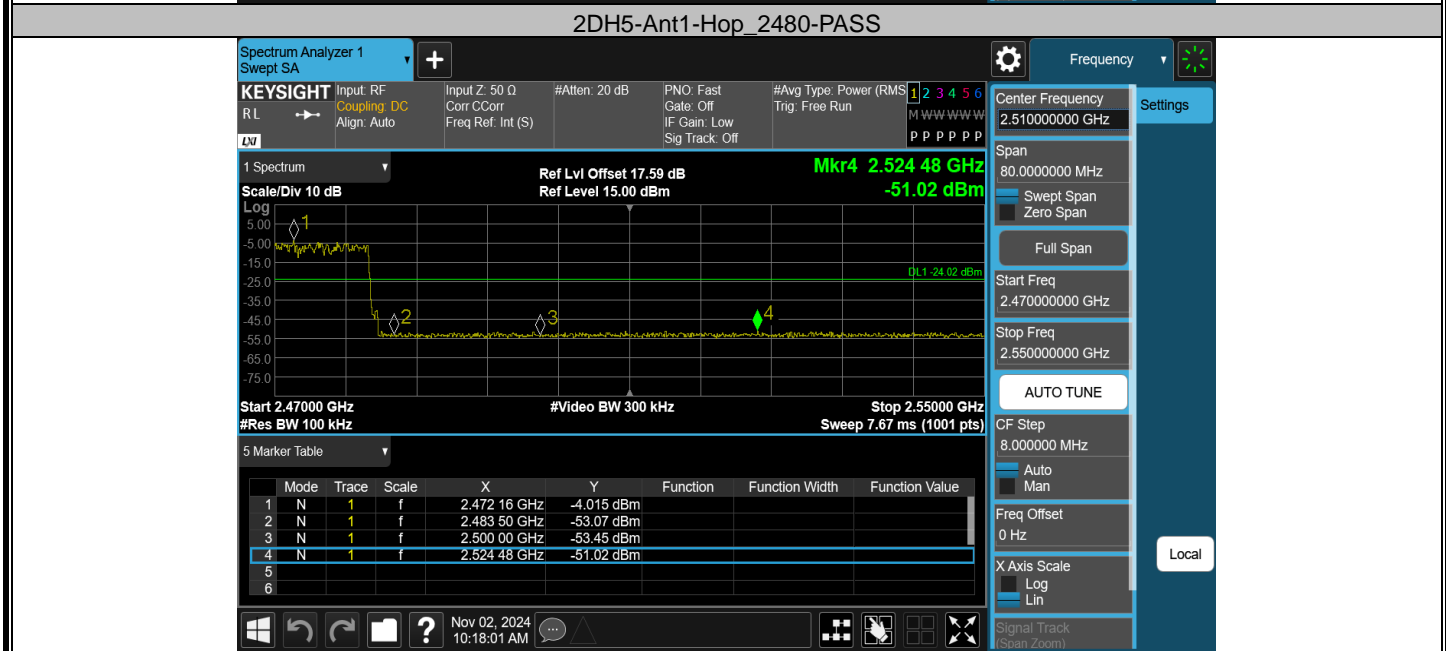 2DH5-Ant1-Hop_2480-PASS
Spectrum Analyzer 1
Swept SA
Frequency
KEYSIGHT
RL
LXI
Input: RF
Coupling: DC
Align: Auto
Input Z: 50 Ω
Corr CCorr
Freq Ref: Int (S)
#Atten: 20 dB
PNO: Fast
Gate: Off
IF Gain: Low
Sig Track: Off
#Avg Type: Power (RMS
Trig: Free Run
1 2 3 4 5 6
M W W W W W
P P P P P P
1 Spectrum
Scale/Div 10 dB
Ref Lvl Offset 17.59 dB
Ref Level 15.00 dBm
Mkr4 2.524 48 GHz
-51.02 dBm
Log
5.00
-5.00
-15.0
-25.0
-35.0
-45.0
-55.0
-65.0
-75.0
1
2
3
4
DL1 -24.02 dBm
Start 2.47000 GHz
#Video BW 300 kHz
Stop 2.55000 GHz
#Res BW 100 kHz
Sweep 7.67 ms (1001 pts)
5 Marker Table
Mode Trace Scale X Y Function Function Width Function Value
1 N 1 f 2.472 16 GHz -4.015 dBm
2 N 1 f 2.483 50 GHz -53.07 dBm
3 N 1 f 2.500 00 GHz -53.45 dBm
4 N 1 f 2.524 48 GHz -51.02 dBm
5
6
Nov 02, 2024
10:18:01 AM
Center Frequency
2.510000000 GHz
Settings
Span
80.0000000 MHz
Swept Span
Zero Span
Full Span
Start Freq
2.470000000 GHz
Stop Freq
2.550000000 GHz
AUTO TUNE
CF Step
8.000000 MHz
Auto
Man
Freq Offset
0 Hz
X Axis Scale
Log
Lin
Local
Signal Track
(Span Zoom)